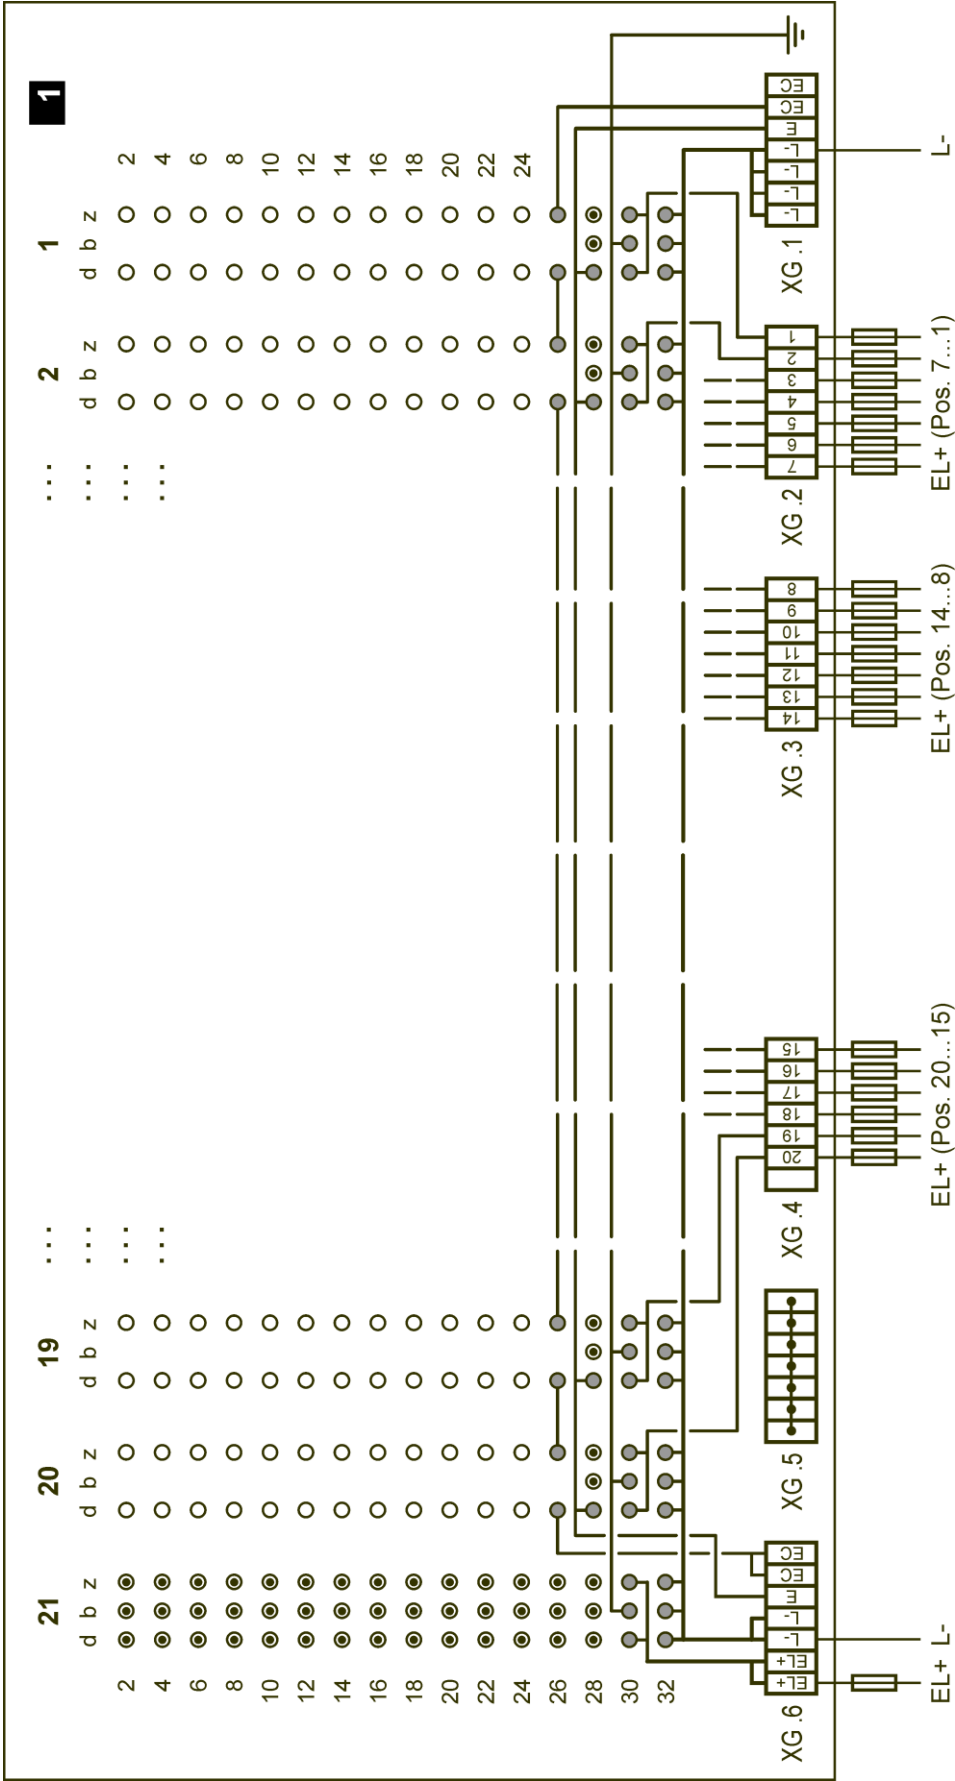 1
2 4 6 8 10 12 14 16 18 20 22 24
1
d b z
2
d b z
...
...
...
...
...
...
...
...
19
d b z
20
d b z
21
d b z
2 4 6 8 10 12 14 16 18 20 22 24 26 28 30 32
EC
EC
E
L-
L-
L-
L-
XG .1
L-
1
2
3
4
5
6
7
XG .2
EL+ (Pos. 7...1)
8
9
10
11
12
13
14
XG .3
EL+ (Pos. 14...8)
15
16
17
18
19
20
XG .4
EL+ (Pos. 20...15)
XG .5
EC
EC
E
L-
L-
EL+
EL+
XG .6
EL+ L-